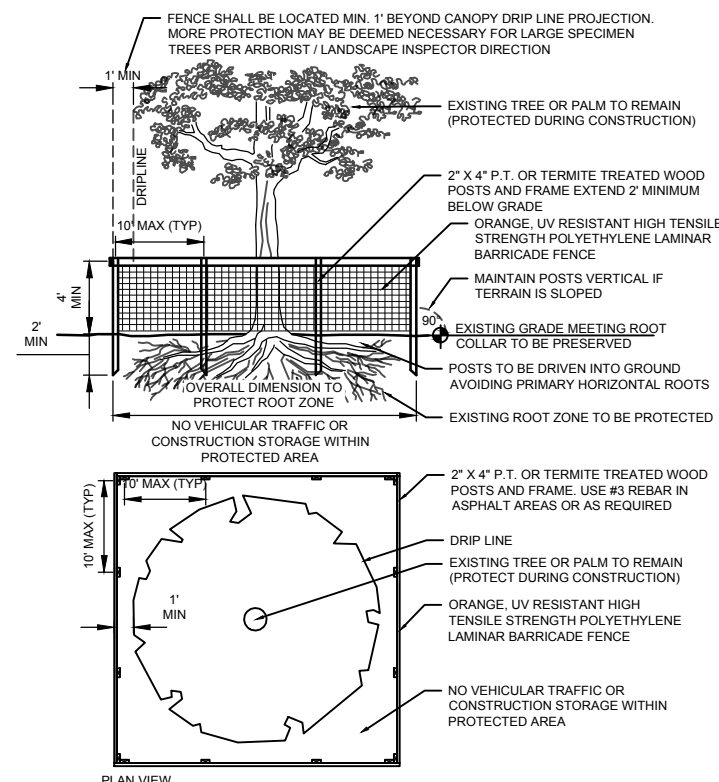 FENCE SHALL BE LOCATED MIN. 1' BEYOND CANOPY DRIP LINE PROJECTION.
MORE PROTECTION MAY BE DEEMED NECESSARY FOR LARGE SPECIMEN
TREES PER ARBORIST / LANDSCAPE INSPECTOR DIRECTION
1' MIN
EXISTING TREE OR PALM TO REMAIN
(PROTECTED DURING CONSTRUCTION)
DRIPLINE
2" X 4" P.T. OR TERMITE TREATED WOOD
POSTS AND FRAME EXTEND 2' MINIMUM
BELOW GRADE
10' MAX (TYP)
ORANGE, UV RESISTANT HIGH TENSILE
STRENGTH POLYETHYLENE LAMINAR
BARRICADE FENCE
4'
MIN
MAINTAIN POSTS VERTICAL IF
TERRAIN IS SLOPED
90°
2'
MIN
EXISTING GRADE MEETING ROOT
COLLAR TO BE PRESERVED
POSTS TO BE DRIVEN INTO GROUND
AVOIDING PRIMARY HORIZONTAL ROOTS
OVERALL DIMENSION TO
PROTECT ROOT ZONE
EXISTING ROOT ZONE TO BE PROTECTED
NO VEHICULAR TRAFFIC OR
CONSTRUCTION STORAGE WITHIN
PROTECTED AREA
10' MAX (TYP)
10' MAX (TYP)
2" X 4" P.T. OR TERMITE TREATED WOOD
POSTS AND FRAME. USE #3 REBAR IN
ASPHALT AREAS OR AS REQUIRED
DRIP LINE
EXISTING TREE OR PALM TO REMAIN
(PROTECT DURING CONSTRUCTION)
1'
MIN
ORANGE, UV RESISTANT HIGH
TENSILE STRENGTH POLYETHYLENE
LAMINAR BARRICADE FENCE
NO VEHICULAR TRAFFIC OR
CONSTRUCTION STORAGE WITHIN
PROTECTED AREA
PLAN VIEW